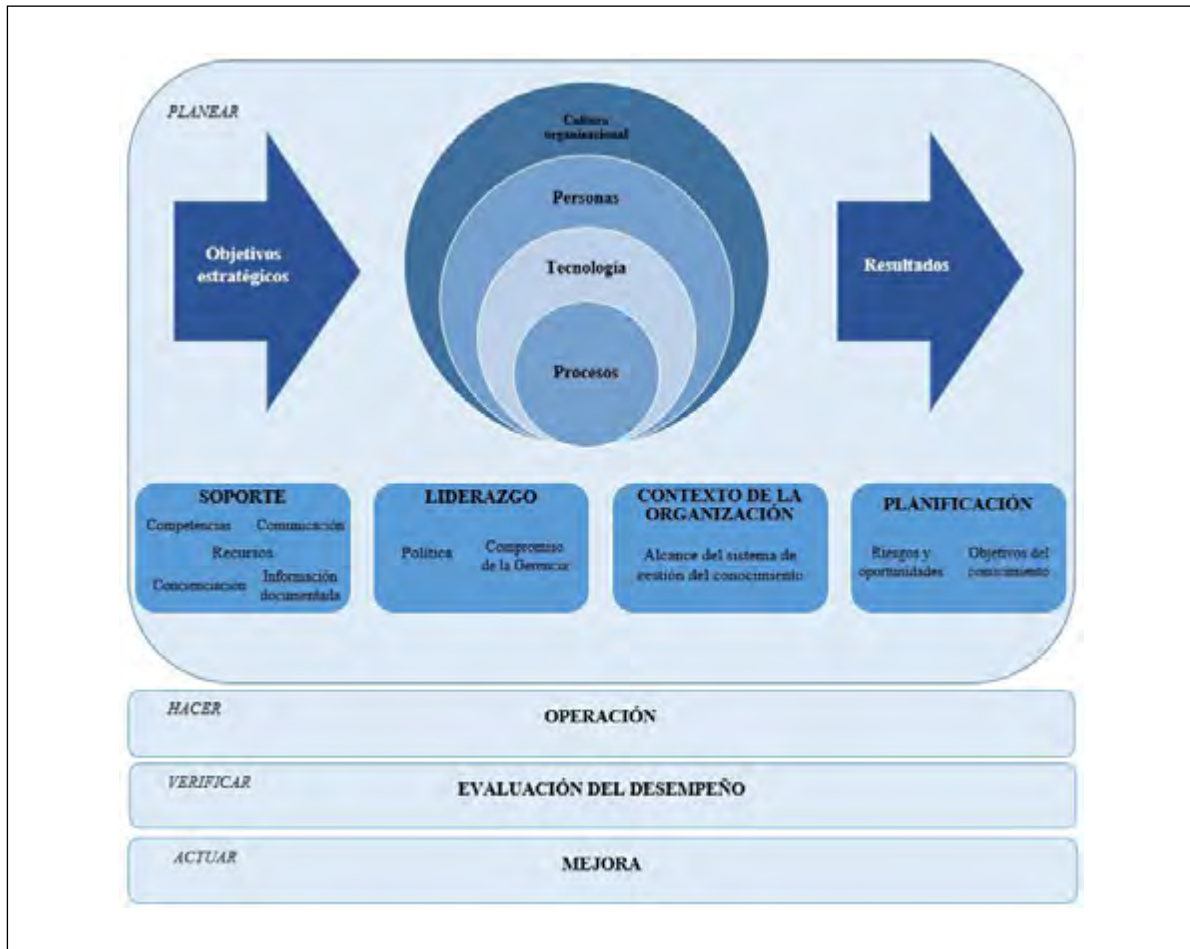 PLANEAR
Cultura
organizacional
Personas
Tecnología
Procesos
Objetivos
estratégicos
Resultados
SOPORTE
Competencias Comunicación
Recursos
Concienciación Información
documentada
LIDERAZGO
Política Compromiso
de la Gerencia
CONTEXTO DE LA
ORGANIZACIÓN
Alcance del sistema de
gestión del conocimiento
PLANIFICACIÓN
Riesgos y Objetivos del
oportunidades conocimiento
HACER
OPERACIÓN
VERIFICAR
EVALUACIÓN DEL DESEMPEÑO
ACTUAR
MEJORA